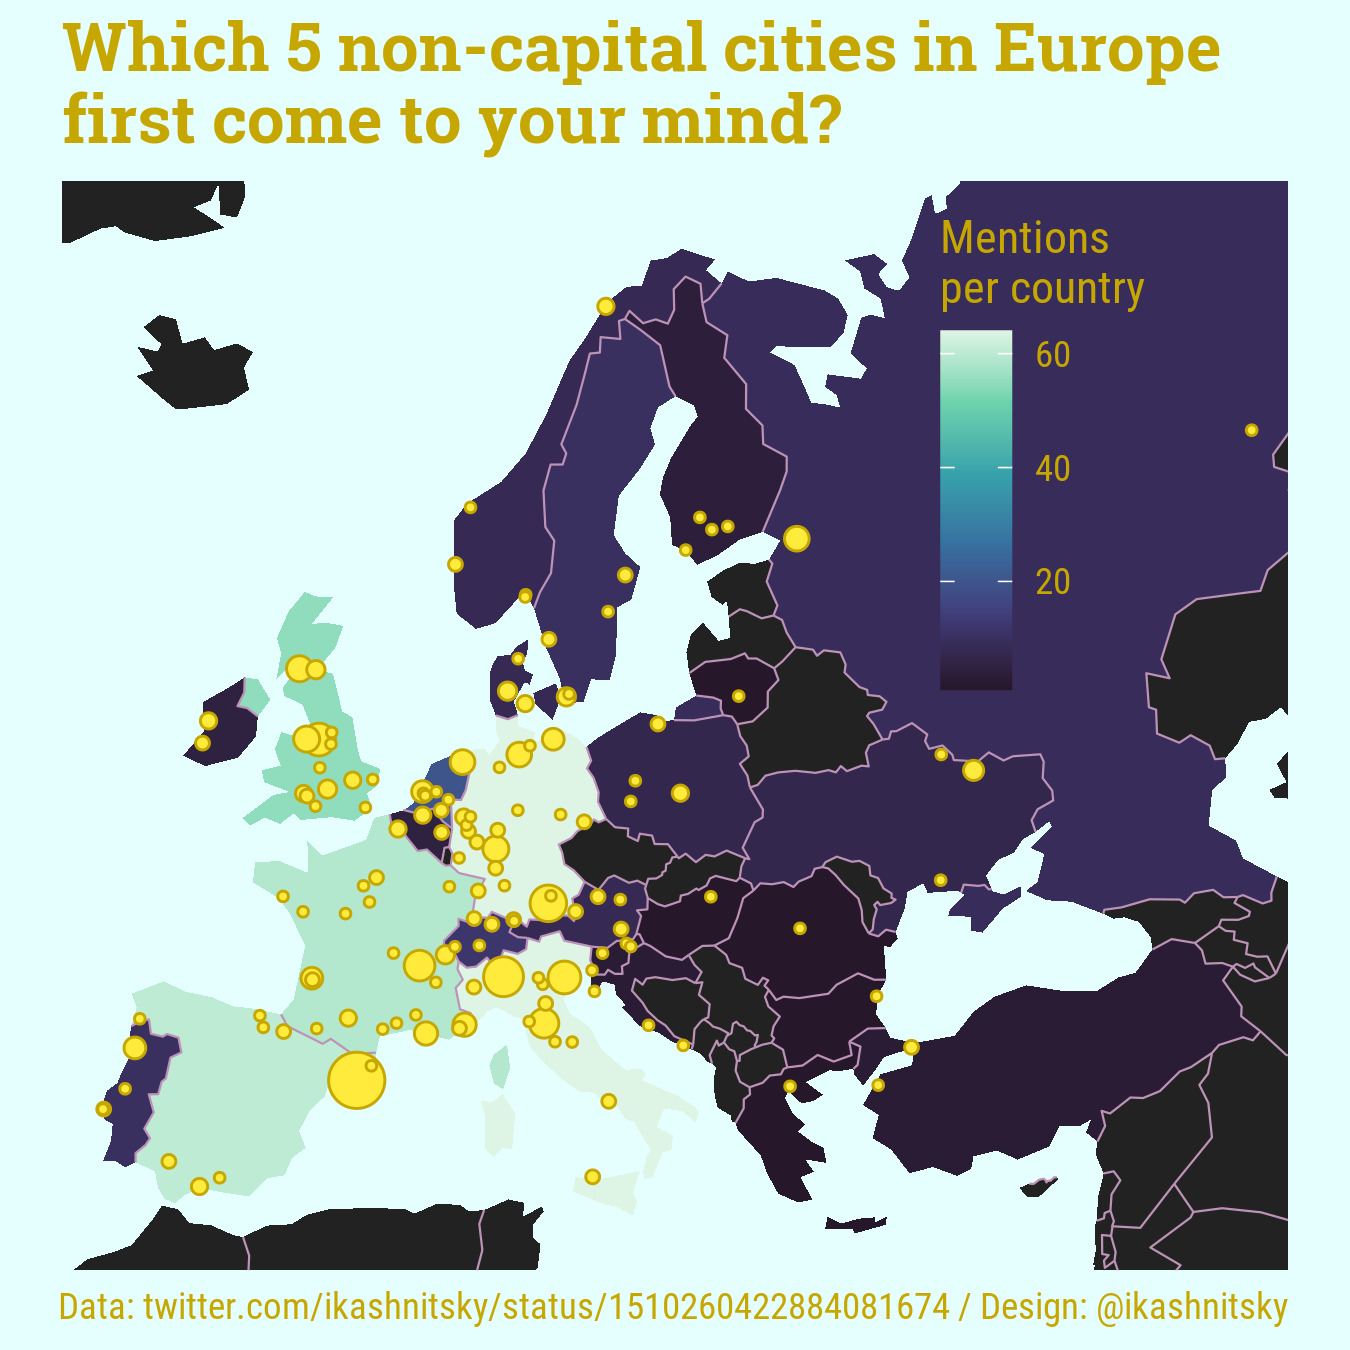 Which 5 non-capital cities in Europe
first come to your mind?
Mentions
per country
60
40
20
Data: twitter.com/ikashnitsky/status/1510260422884081674 / Design: @ikashnitsky